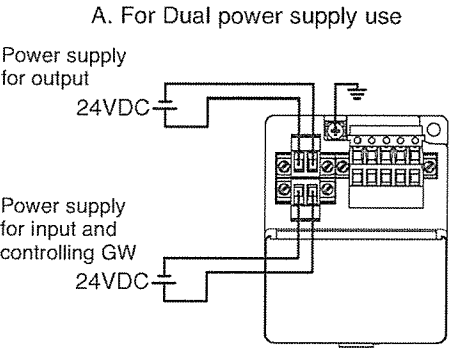 A. For Dual power supply use
Power supply
for output
24VDC
Power supply
for input and
controlling GW
24VDC